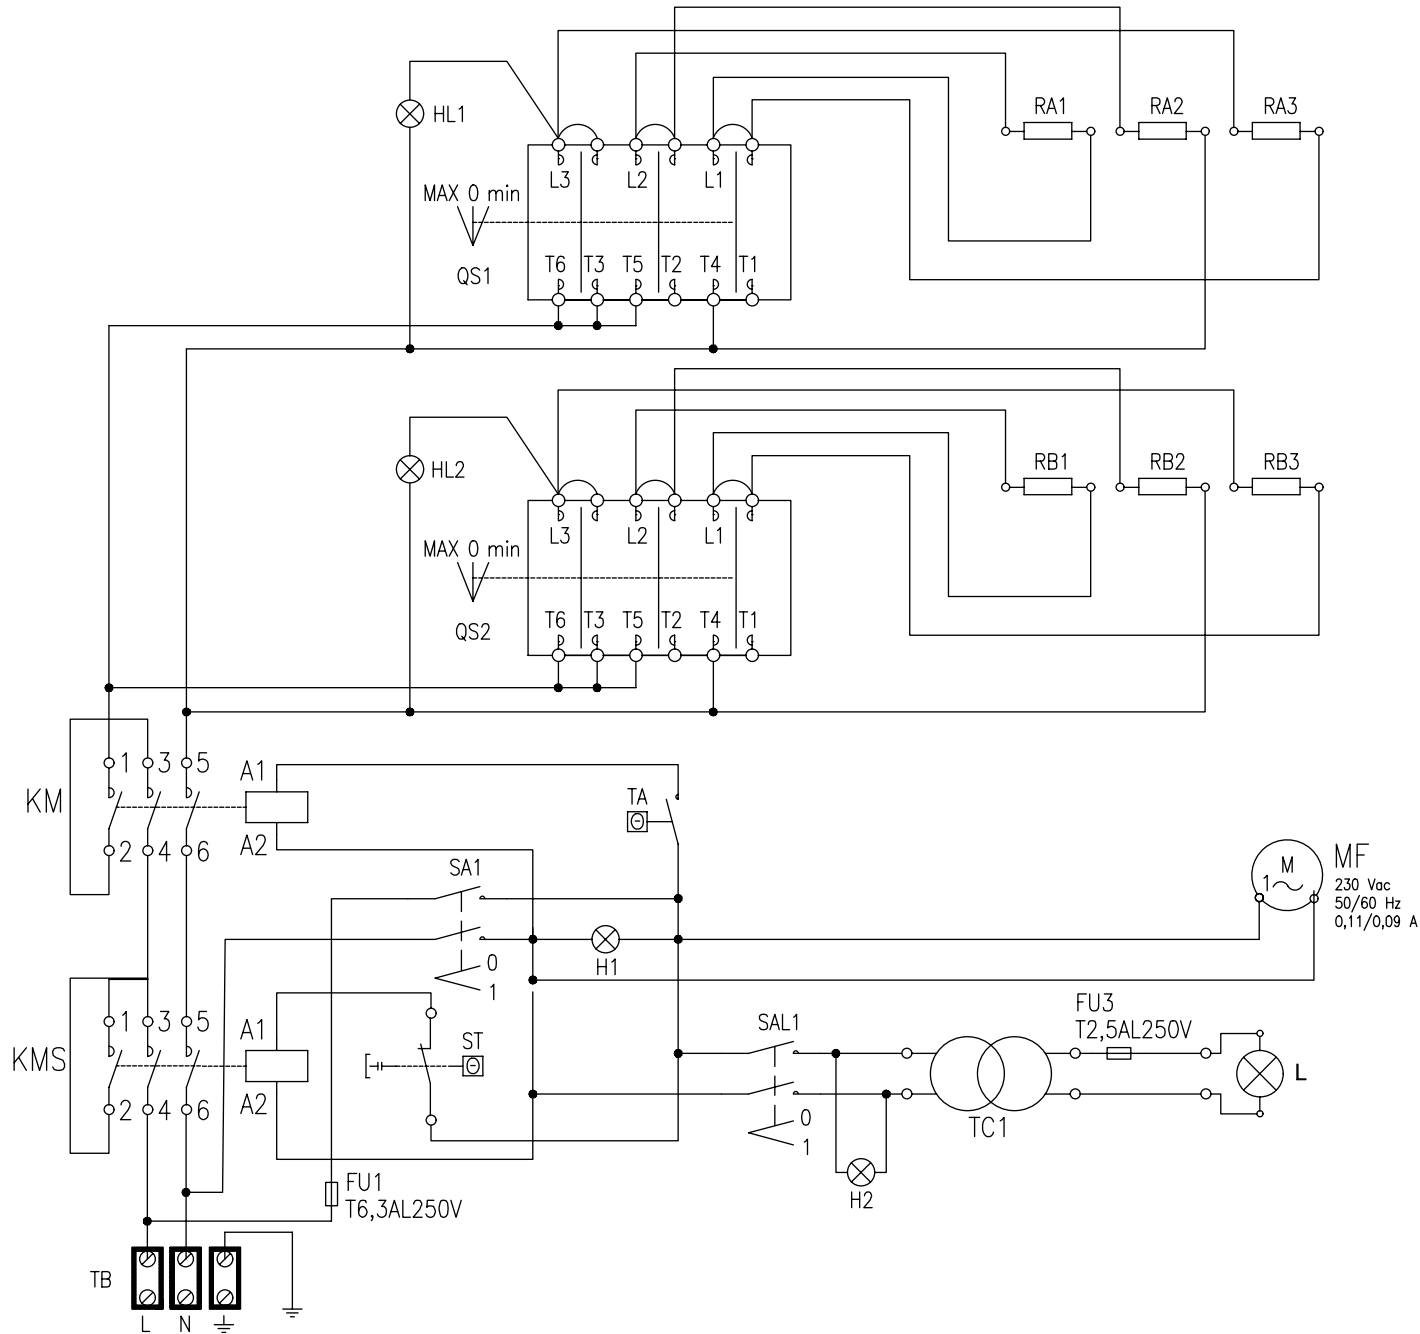 RA1 RA2 RA3
HL1
L3 L2 L1
MAX 0 min
T6 T3 T5 T2 T4 T1
QS1
RB1 RB2 RB3
HL2
L3 L2 L1
MAX 0 min
T6 T3 T5 T2 T4 T1
QS2
1 3 5
A1
KM
TA
2 4 6
A2
SA1
M
1
MF
230 Vac
50/60 Hz
0,11/0,09 A
H1
0
1
1 3 5
A1
KMS
ST
2 4 6
A2
SAL1
0
1
FU3
T2,5AL250V
L
TC1
H2
FU1
T6,3AL250V
TB
L N